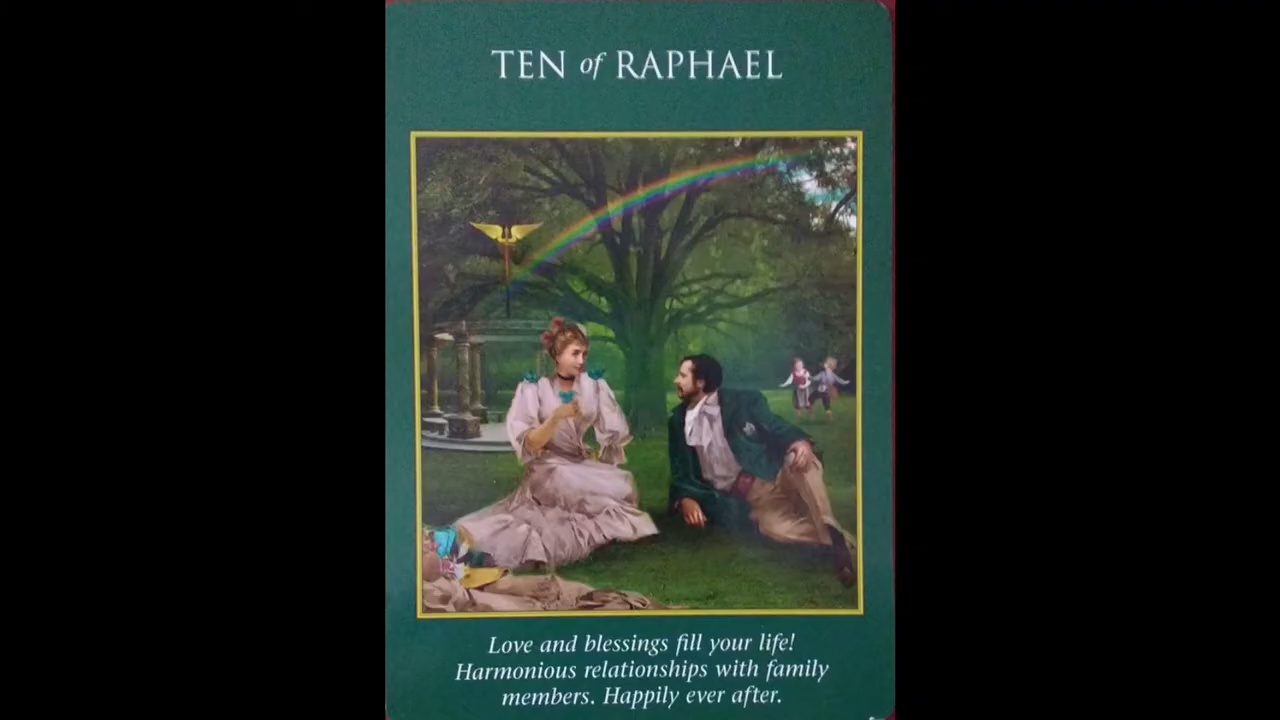 TEN of RAPHAEL
Love and blessings fill your life!
Harmonious relationships with family
members. Happily ever after.